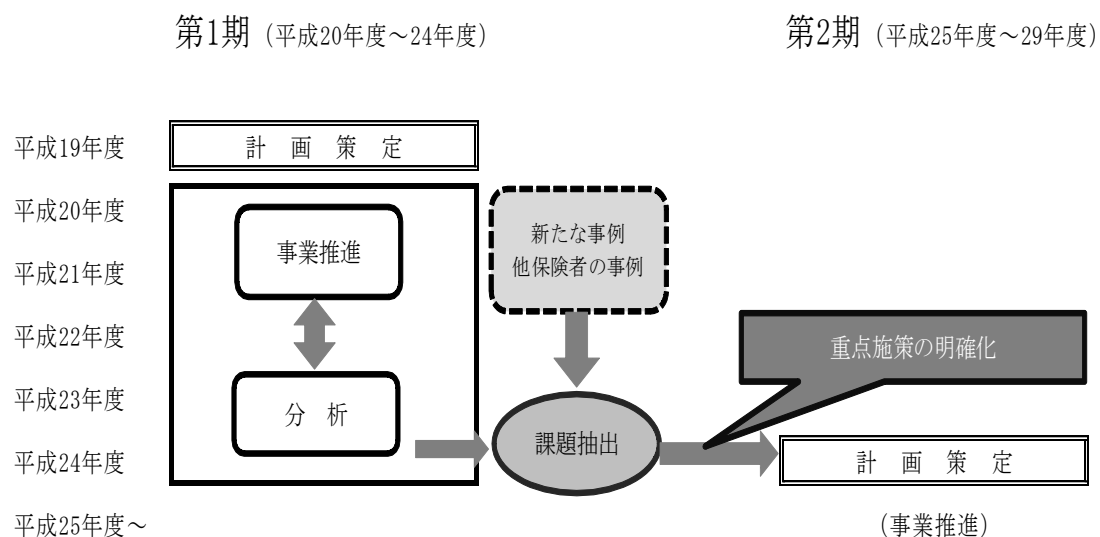 第1期（平成20年度～24年度）
第2期（平成25年度～29年度）
平成19年度
計　画　策　定
平成20年度
事業推進
新たな事例
他保険者の事例
平成21年度
平成22年度
重点施策の明確化
平成23年度
分　析
課題抽出
平成24年度
計　画　策　定
平成25年度～
（事業推進）